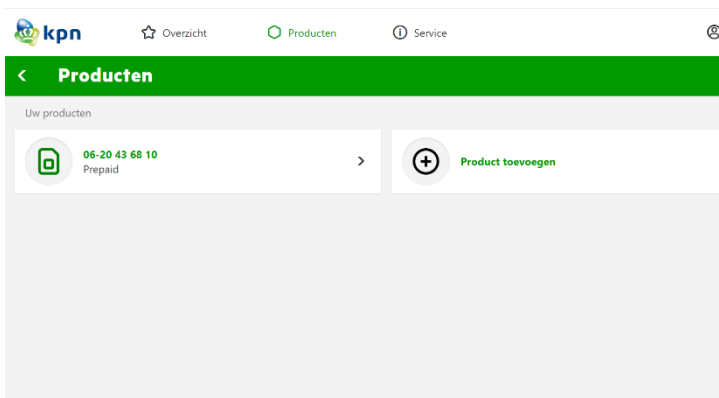 kpn
Overzicht
Producten
Service
Producten
Uw producten
06-20 43 68 10
Prepaid
Product toevoegen